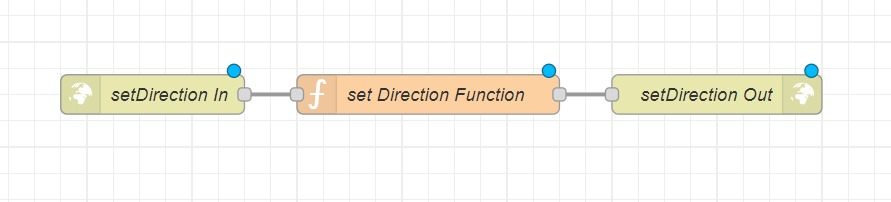 setDirection In
set Direction Function
setDirection Out